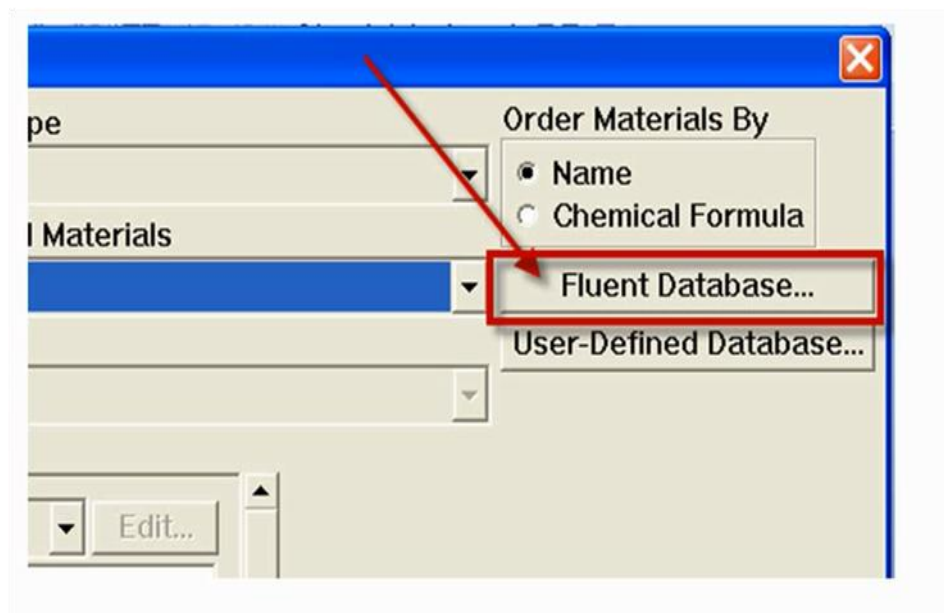 pe
Order Materials By
Name
Chemical Formula
l Materials
Fluent Database...
User-Defined Database...
Edit...